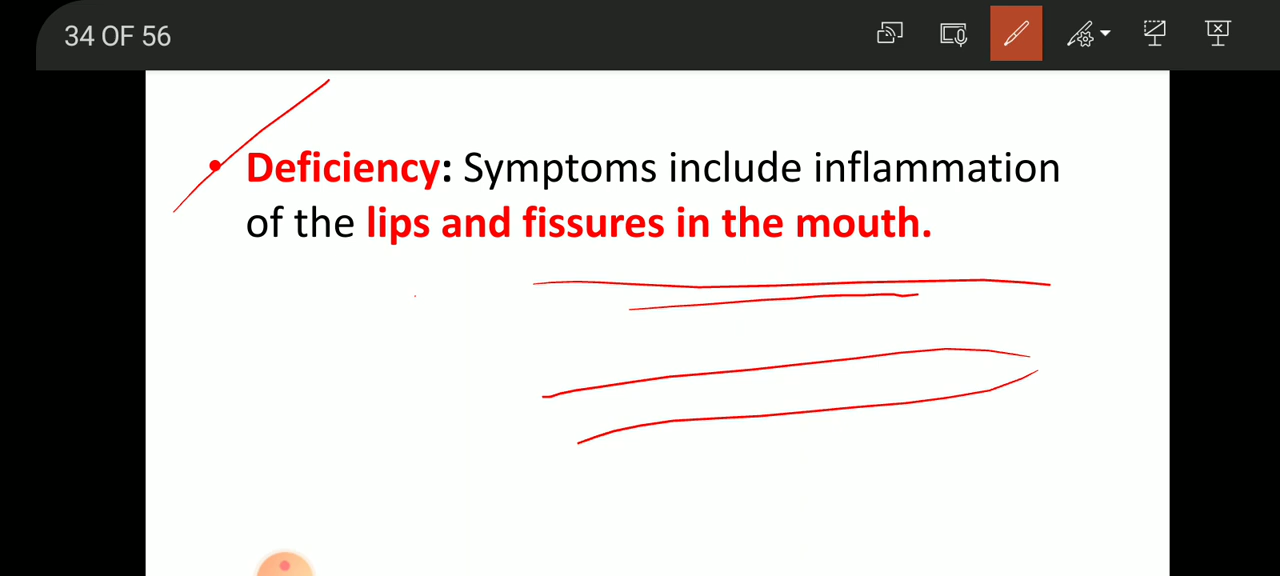 34 OF 56
• Deficiency: Symptoms include inflammation
of the lips and fissures in the mouth.